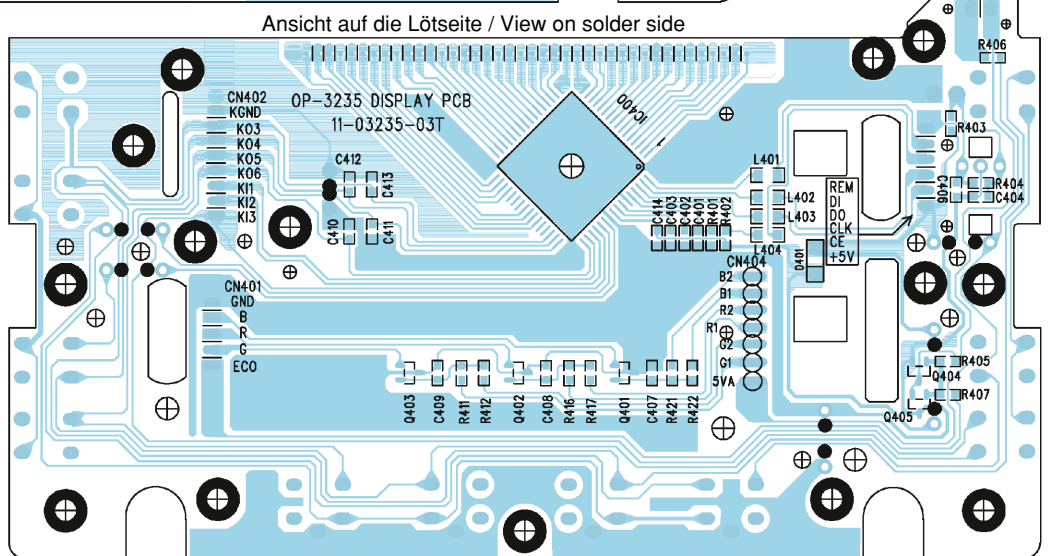 Ansicht auf die Lötseite / View on solder side
R406
CN402
KGND
KO3
KO4
KO5
KO6
KI1
KI2
KI3
OP-3235 DISPLAY PCB
11-03235-03T
IC400
1
R403
C412
C413
C410
C411
L401
L402
L403
L404
C414
C403
C402
C401
R401
R402
REM
DI
DO
CLK
CE
+5V
D401
C406
R404
C404
CN401
GND
B
R
G
ECO
CN404
B2
B1
R2
R1
G2
G1
5VA
Q403
C409
R411
R412
Q402
C408
R416
R417
Q401
C407
R421
R422
R405
Q404
R407
Q405